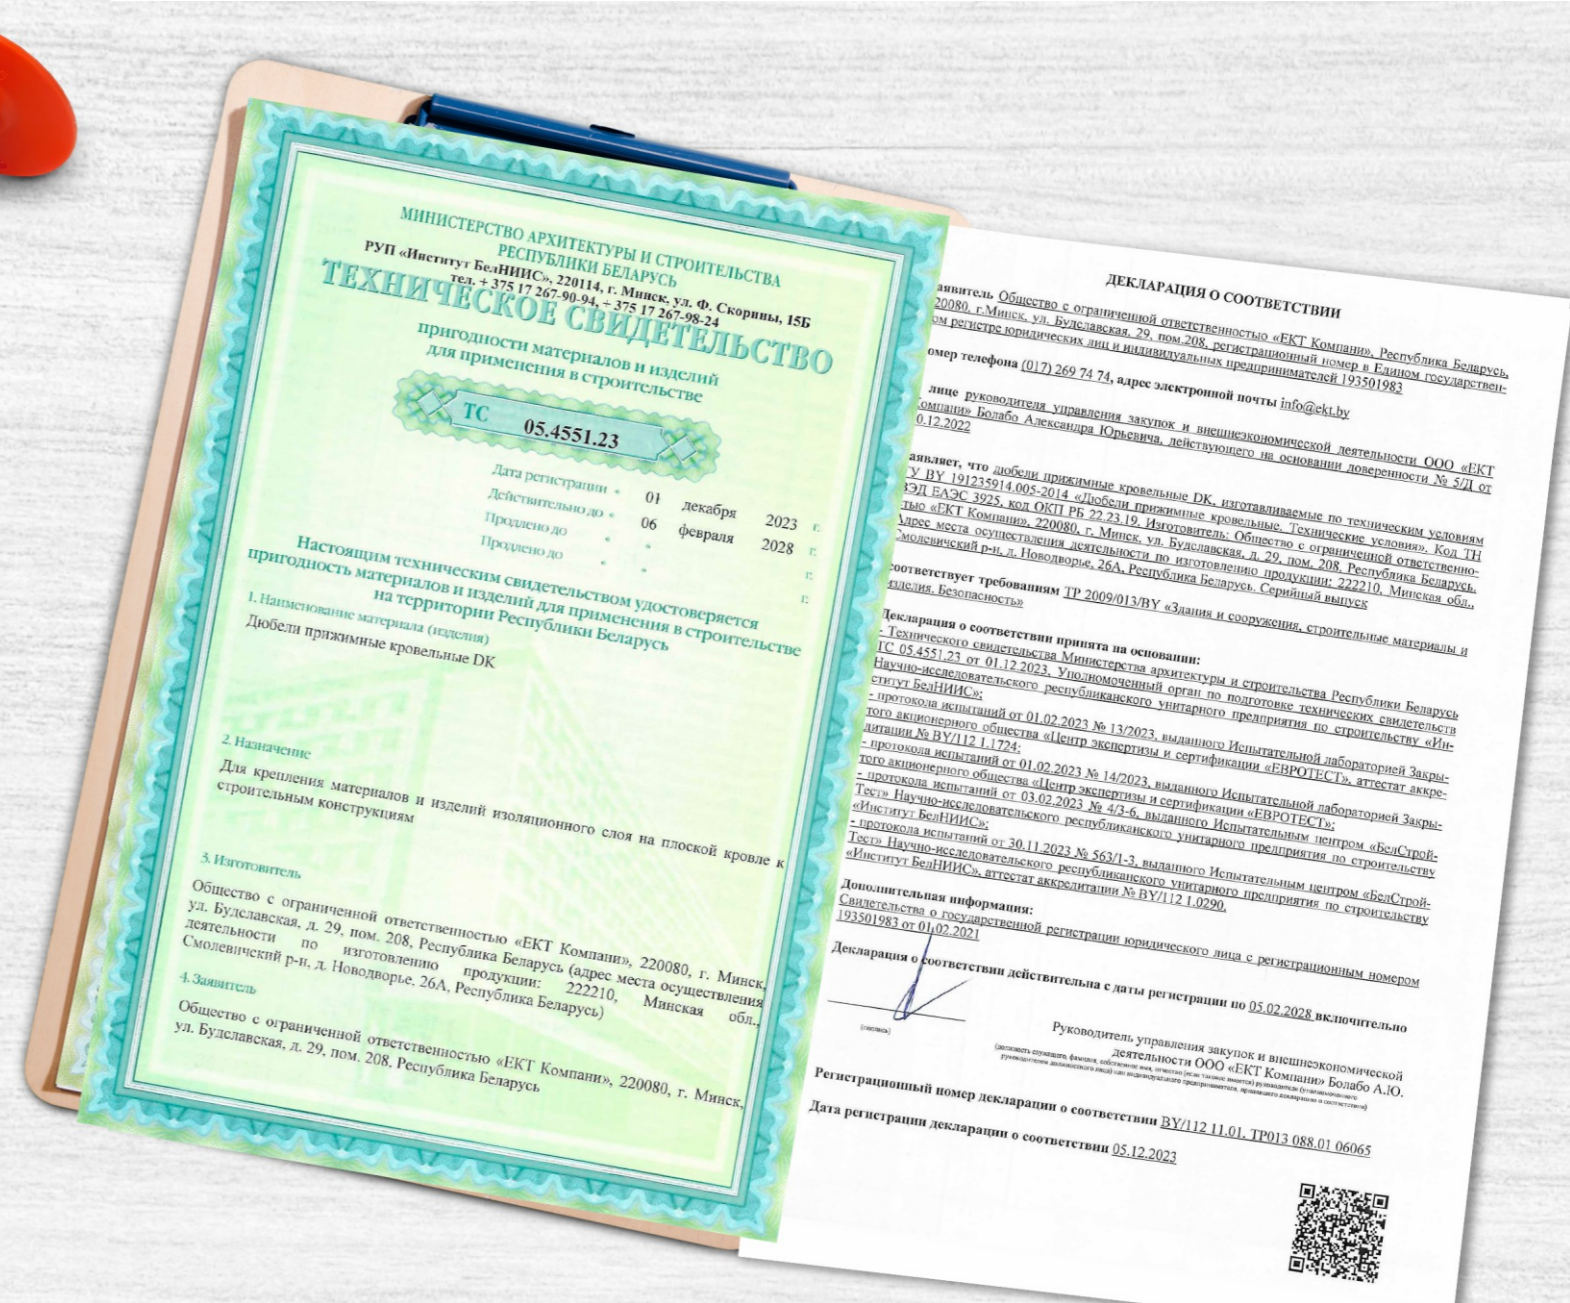 МИНИСТЕРСТВО АРХИТЕКТУРЫ И СТРОИТЕЛЬСТВА
РЕСПУБЛИКИ БЕЛАРУСЬ
РУП «Институт БелНИИС», 220114, г. Минск, ул. Ф. Скорины, 15Б
тел. + 375 17 267-90-94, + 375 17 267-98-24
ТЕХНИЧЕСКОЕ СВИДЕТЕЛЬСТВО
пригодности материалов и изделий
для применения в строительстве
ТС 05.4551.23
Дата регистрации « 01 декабря 2023 г.
Действительно до « 06 февраля 2028 г.
Продлено до « » г.
Продлено до « » г.
Настоящим техническим свидетельством удостоверяется
пригодность материалов и изделий для применения в строительстве
на территории Республики Беларусь
1. Наименование материала (изделия)
Дюбели прижимные кровельные DK
2. Назначение
Для крепления материалов и изделий изоляционного слоя на плоской кровле к
строительным конструкциям
3. Изготовитель
Общество с ограниченной ответственностью «ЕКТ Компани», 220080, г. Минск,
ул. Будславская, д. 29, пом. 208, Республика Беларусь (адрес места осуществления
деятельности по изготовлению продукции: 222210, Минская обл.,
Смолевичский р-н, д. Новодворье, 26А, Республика Беларусь)
4. Заявитель
Общество с ограниченной ответственностью «ЕКТ Компани», 220080, г. Минск,
ул. Будславская, д. 29, пом. 208, Республика Беларусь
ДЕКЛАРАЦИЯ О СООТВЕТСТВИИ
аявитель Общество с ограниченной ответственностью «ЕКТ Компани», Республика Беларусь,
20080, г.Минск, ул. Будславская, 29, пом.208, регистрационный номер в Едином государствен-
ом регистре юридических лиц и индивидуальных предпринимателей 193501983
омер телефона (017) 269 74 74, адрес электронной почты info@ekt.by
лице руководителя управления закупок и внешнеэкономической деятельности ООО «ЕКТ
омпани» Болабо Александра Юрьевича, действующего на основании доверенности № 5/Д от
0.12.2022
аявляет, что дюбели прижимные кровельные DK, изготавливаемые по техническим условиям
ТУ BY 191235914.005-2014 «Дюбели прижимные кровельные. Технические условия». Код ТН
ВЭД ЕАЭС 3925, код ОКП РБ 22.23.19. Изготовитель: Общество с ограниченной ответственно-
стью «ЕКТ Компани», 220080, г. Минск, ул. Будславская, д. 29, пом. 208, Республика Беларусь.
Адрес места осуществления деятельности по изготовлению продукции: 222210, Минская обл.,
Смолевичский р-н, д. Новодворье, 26А, Республика Беларусь. Серийный выпуск
соответствует требованиям ТР 2009/013/BY «Здания и сооружения, строительные материалы и
изделия. Безопасность»
Декларация о соответствии принята на основании:
- Технического свидетельства Министерства архитектуры и строительства Республики Беларусь
ТС 05.4551.23 от 01.12.2023, Уполномоченный орган по подготовке технических свидетельств
Научно-исследовательского республиканского унитарного предприятия по строительству «Ин-
ститут БелНИИС»;
- протокола испытаний от 01.02.2023 № 13/2023, выданного Испытательной лабораторией Закры-
того акционерного общества «Центр экспертизы и сертификации «ЕВРОТЕСТ», аттестат аккре-
дитации № BY/112 1.1724;
- протокола испытаний от 01.02.2023 № 14/2023, выданного Испытательной лабораторией Закры-
того акционерного общества «Центр экспертизы и сертификации «ЕВРОТЕСТ»;
- протокола испытаний от 03.02.2023 № 4/3-6, выданного Испытательным центром «БелСтрой-
Тест» Научно-исследовательского республиканского унитарного предприятия по строительству
«Институт БелНИИС»;
- протокола испытаний от 30.11.2023 № 563/1-3, выданного Испытательным центром «БелСтрой-
Тест» Научно-исследовательского республиканского унитарного предприятия по строительству
«Институт БелНИИС», аттестат аккредитации № BY/112 1.0290.
Дополнительная информация:
Свидетельства о государственной регистрации юридического лица с регистрационным номером
193501983 от 01.02.2021
Декларация о соответствии действительна с даты регистрации по 05.02.2028 включительно
(подпись)
Руководитель управления закупок и внешнеэкономической
деятельности ООО «ЕКТ Компани» Болабо А.Ю.
Регистрационный номер декларации о соответствии BY/112 11.01. ТР013 088.01 06065
Дата регистрации декларации о соответствии 05.12.2023